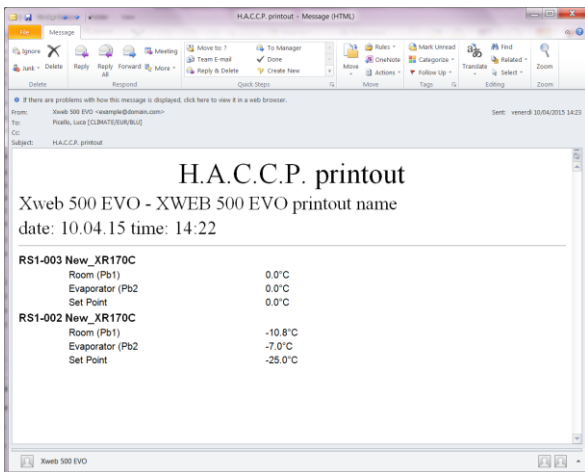 H.A.C.C.P. printout - Message (HTML)
File Message
Ignore
Junk Delete
Reply Reply All Forward Meeting More
Move to: ? To Manager
Team E-mail Done
Reply & Delete Create New
Move Rules OneNote Actions
Mark Unread Categorize Follow Up
Translate Find Related Select
Zoom
Delete Respond Quick Steps Move Tags Editing Zoom
If there are problems with how this message is displayed, click here to view it in a web browser.
From: Xweb 500 EVO <example@domain.com> Sent: venerdì 10/04/2015 14:23
To: Picello, Luca [CLIMATE/EUR/BLU]
Cc:
Subject: H.A.C.C.P. printout
H.A.C.C.P. printout
Xweb 500 EVO - XWEB 500 EVO printout name
date: 10.04.15 time: 14:22
RS1-003 New_XR170C
Room (Pb1) 0.0°C
Evaporator (Pb2 0.0°C
Set Point 0.0°C
RS1-002 New_XR170C
Room (Pb1) -10.8°C
Evaporator (Pb2 -7.0°C
Set Point -25.0°C
Xweb 500 EVO